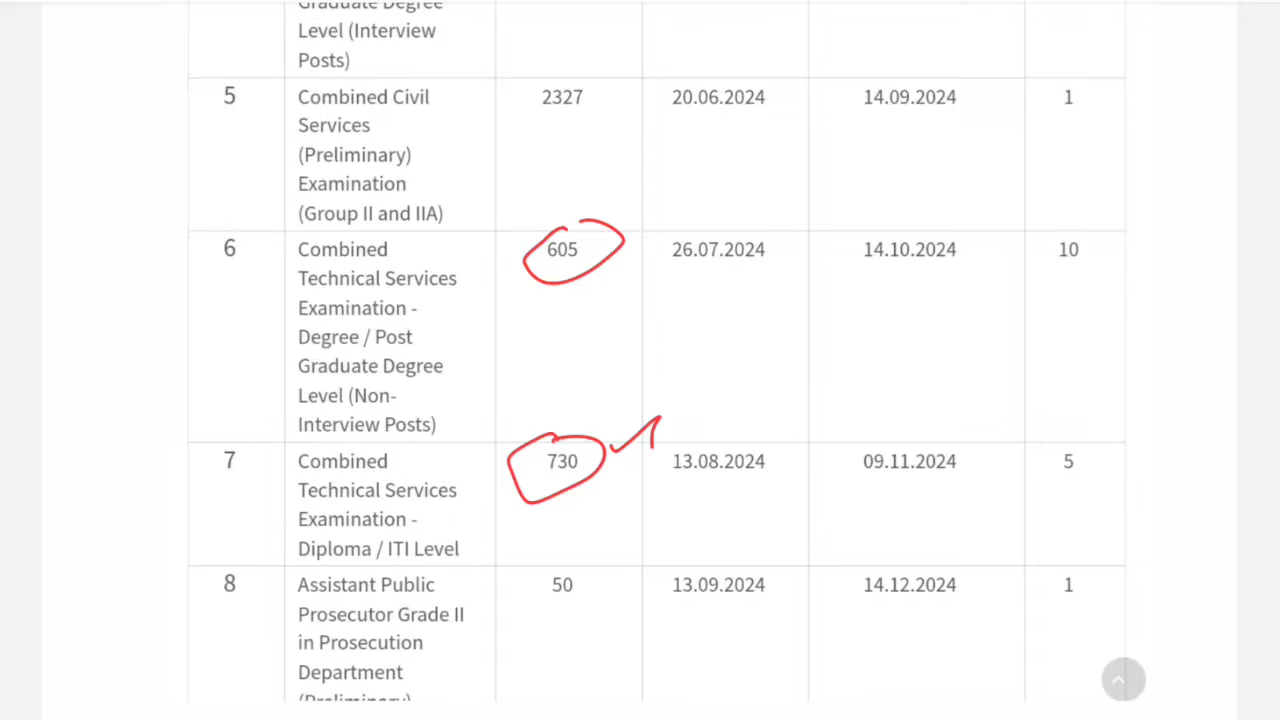 Graduate Degree
Level (Interview
Posts)
5 Combined Civil 2327 20.06.2024 14.09.2024 1
Services
(Preliminary)
Examination
(Group II and IIA)
6 Combined 605 26.07.2024 14.10.2024 10
Technical Services
Examination -
Degree / Post
Graduate Degree
Level (Non-
Interview Posts)
7 Combined 730 13.08.2024 09.11.2024 5
Technical Services
Examination -
Diploma / ITI Level
8 Assistant Public 50 13.09.2024 14.12.2024 1
Prosecutor Grade II
in Prosecution
Department
(Preliminary)